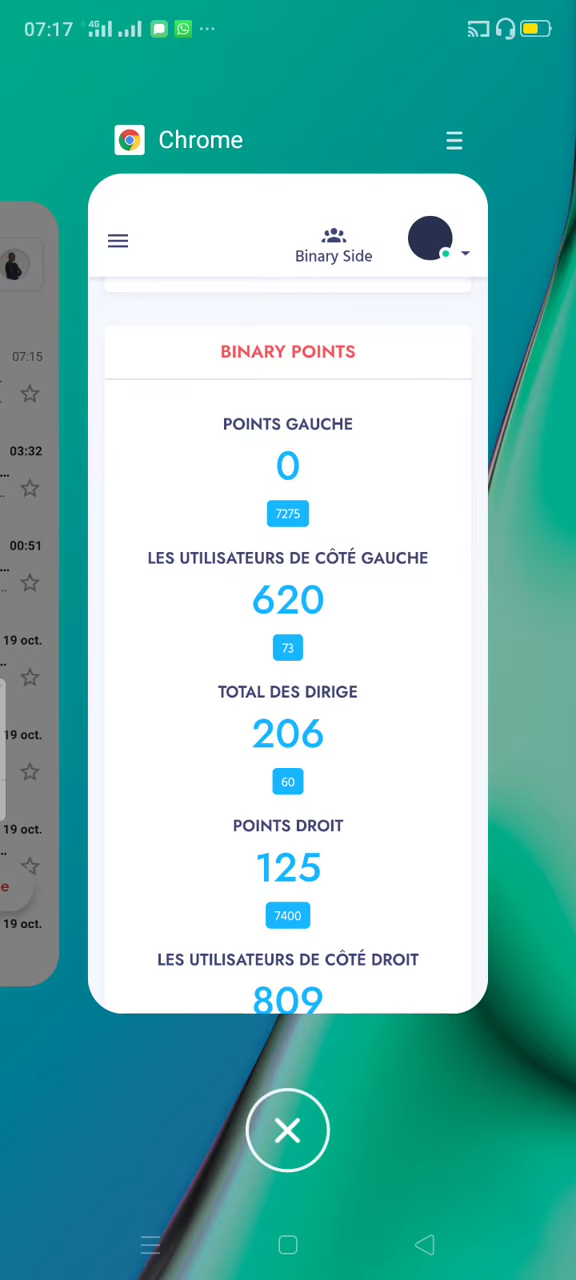 07:17 4G ...
Chrome
Binary Side
07:15
03:32
...
00:51
...
19 oct.
...
19 oct.
19 oct.
...
e
19 oct.
BINARY POINTS
POINTS GAUCHE
0
7275
LES UTILISATEURS DE CÔTÉ GAUCHE
620
73
TOTAL DES DIRIGE
206
60
POINTS DROIT
125
7400
LES UTILISATEURS DE CÔTÉ DROIT
809